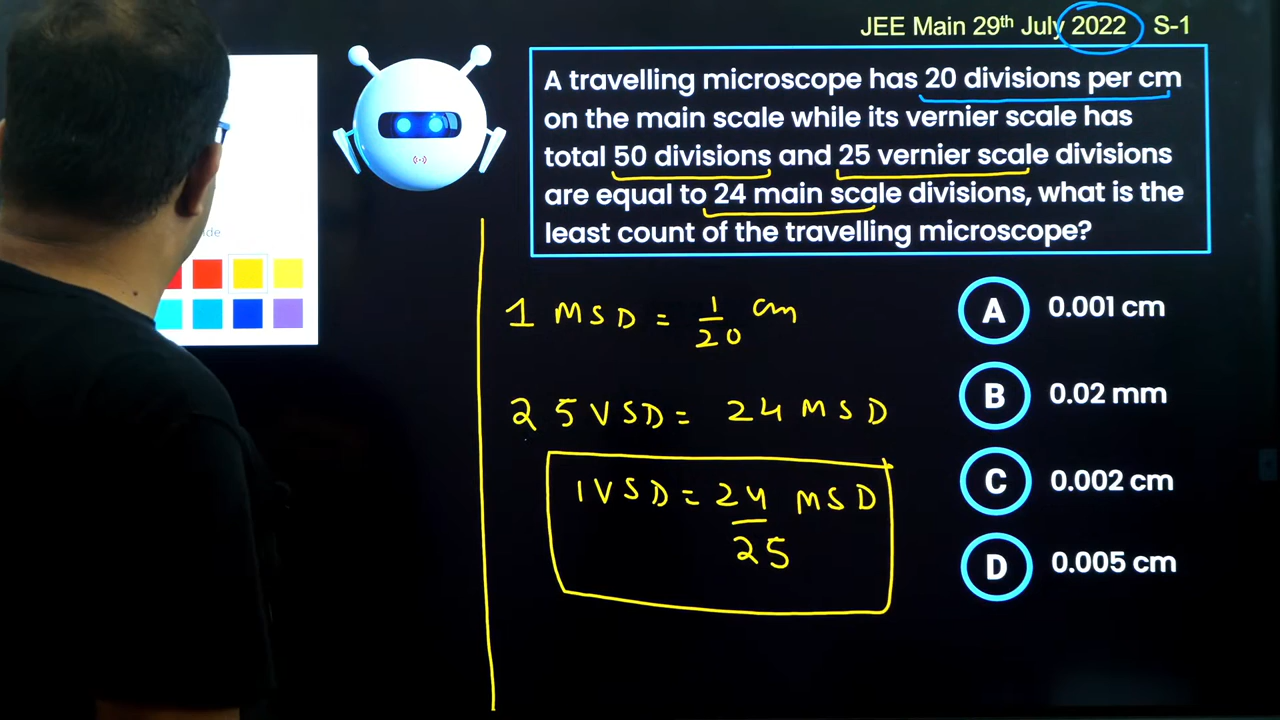 JEE Main 29th July 2022 S-1
A travelling microscope has 20 divisions per cm
on the main scale while its vernier scale has
total 50 divisions and 25 vernier scale divisions
are equal to 24 main scale divisions, what is the
least count of the travelling microscope?
1 MSD = 1/20 cm
25 VSD = 24 MSD
1 VSD = 24/25 MSD
A 0.001 cm
B 0.02 mm
C 0.002 cm
D 0.005 cm